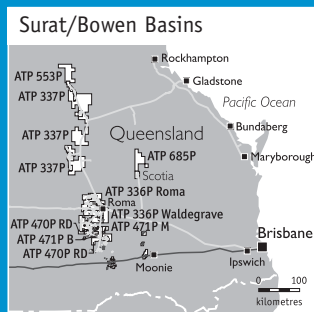 Surat/Bowen Basins
Rockhampton
ATP 553P
Gladstone
ATP 337P
Pacific Ocean
Bundaberg
ATP 337P
Queensland
Maryborough
ATP 685P
ATP 337P
Scotia
ATP 336P Roma
Roma
ATP 336P Waldegrave
ATP 470P RD
ATP 471P M
ATP 471P B
Brisbane
ATP 470P RD
Ipswich
Moonie
0 100
kilometres